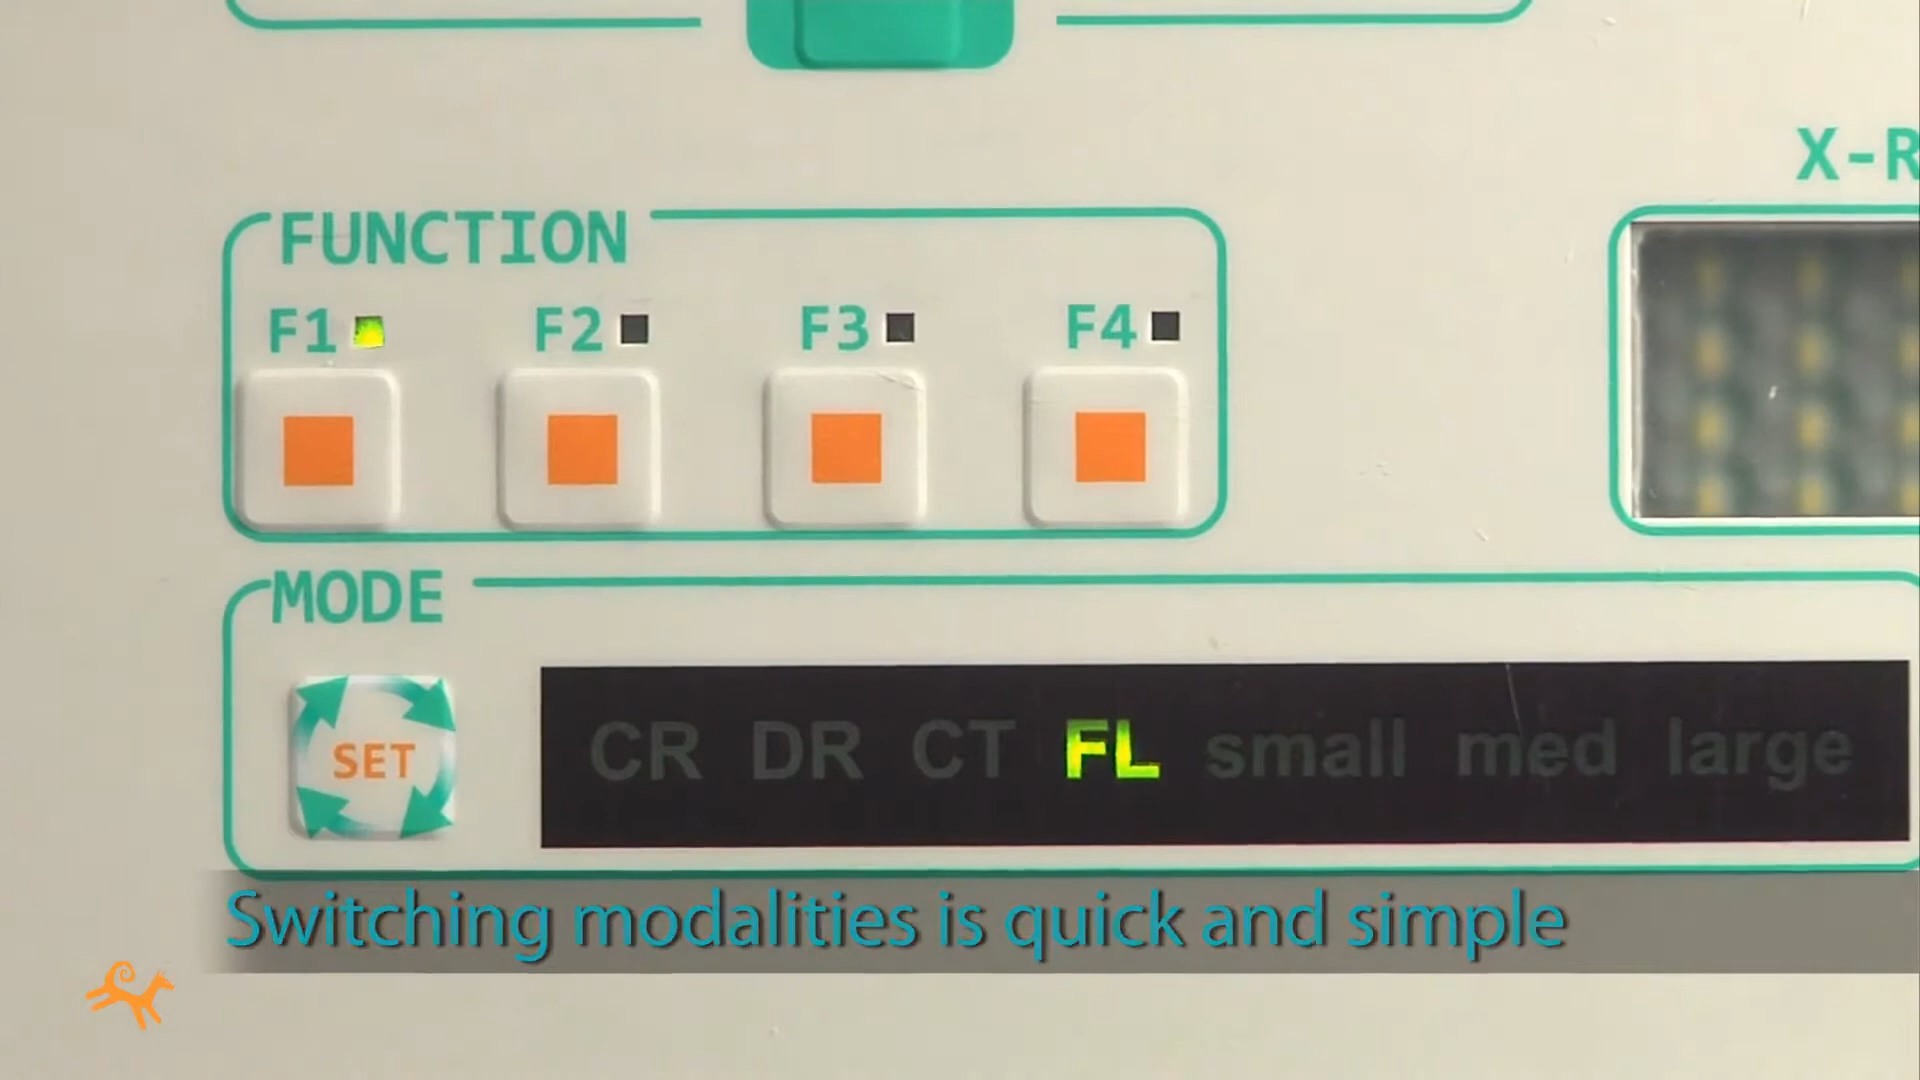 X-R
FUNCTION
F1 F2 F3 F4
MODE
SET
CR DR CT FL small med large
Switching modalities is quick and simple